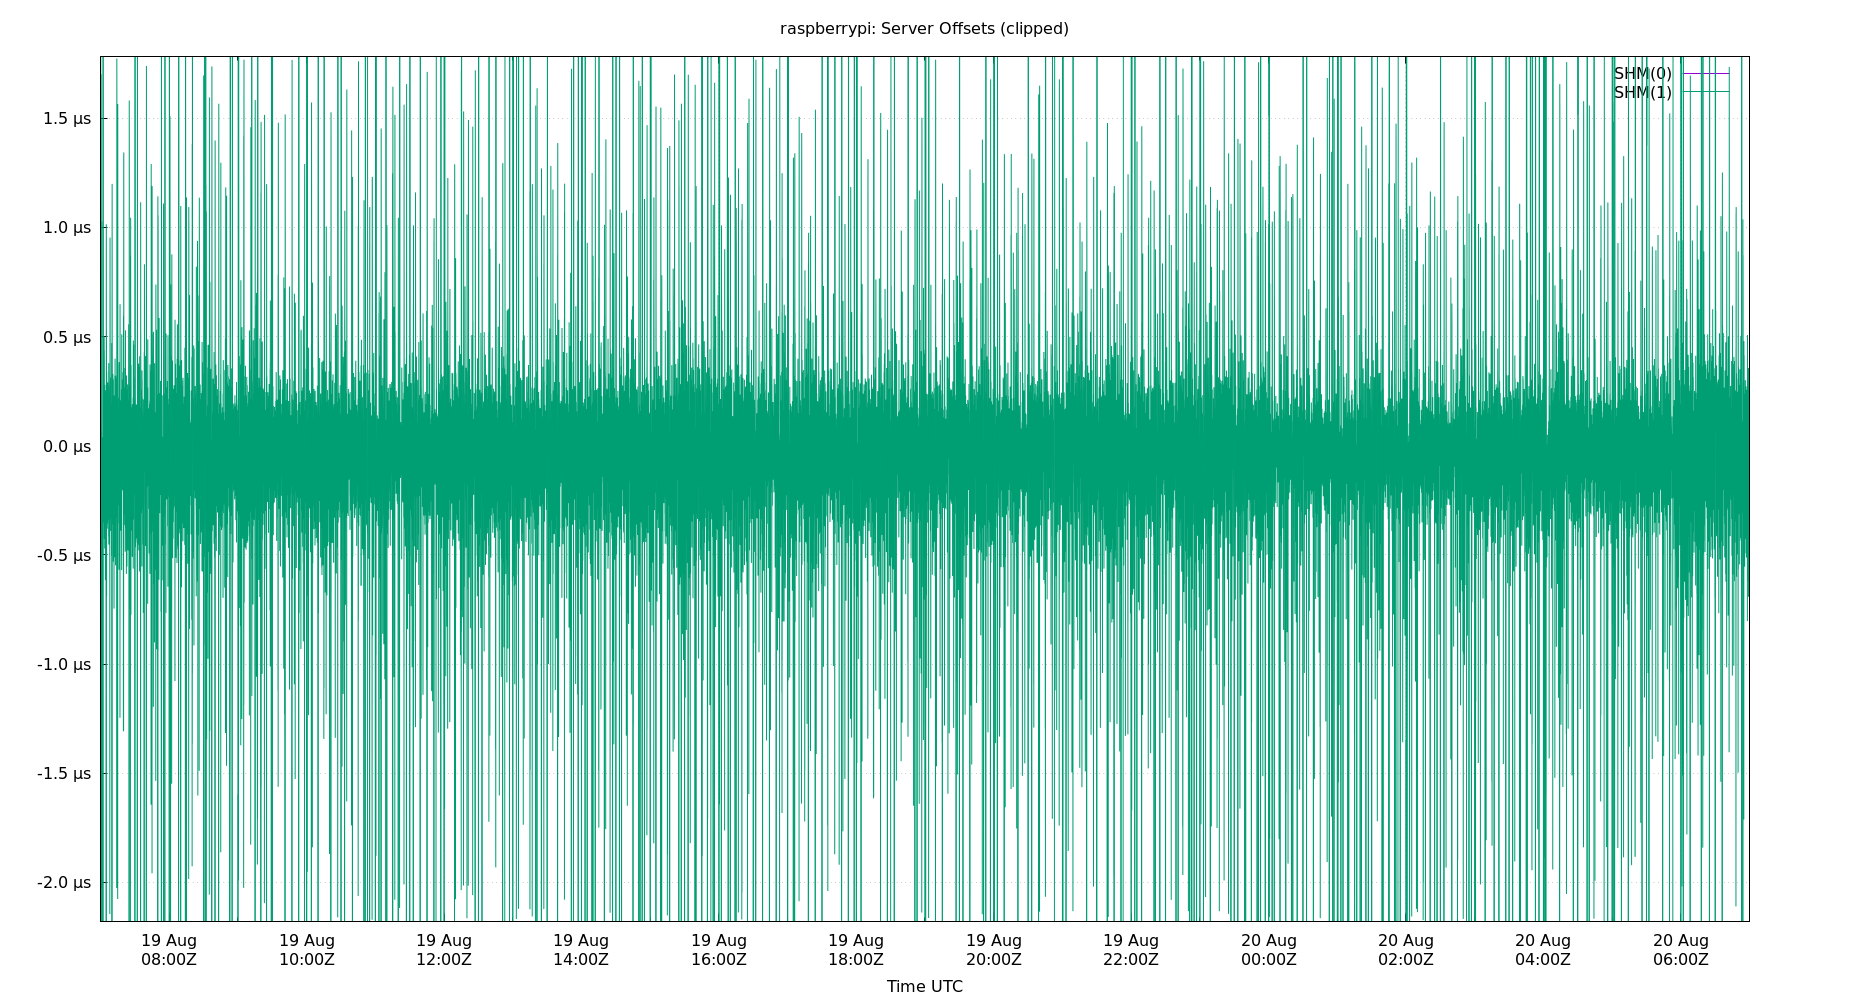 raspberrypi: Server Offsets (clipped)
SHM(0)
SHM(1)
1.5 µs
1.0 µs
0.5 µs
0.0 µs
-0.5 µs
-1.0 µs
-1.5 µs
-2.0 µs
19 Aug 19 Aug 19 Aug 19 Aug 19 Aug 19 Aug 19 Aug 19 Aug 20 Aug 20 Aug 20 Aug 20 Aug
08:00Z 10:00Z 12:00Z 14:00Z 16:00Z 18:00Z 20:00Z 22:00Z 00:00Z 02:00Z 04:00Z 06:00Z
Time UTC